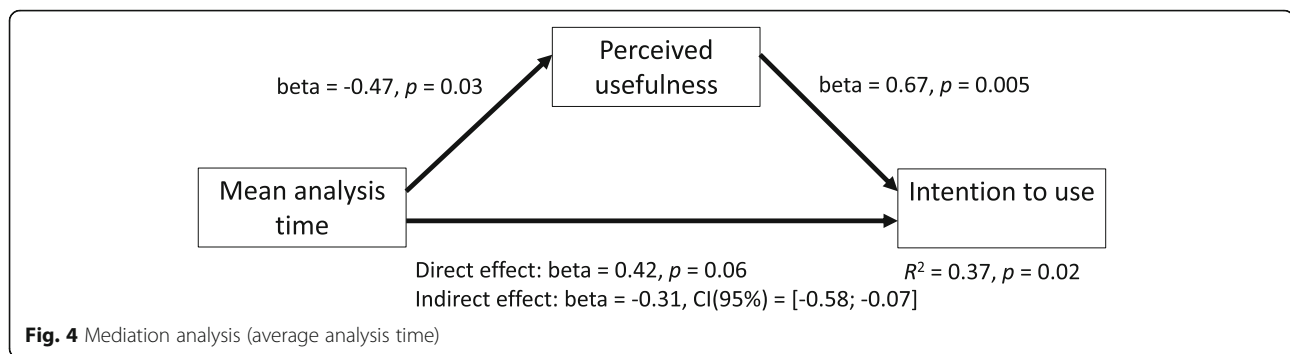 Perceived
usefulness
beta = -0.47, p = 0.03
beta = 0.67, p = 0.005
Mean analysis
time
Intention to use
Direct effect: beta = 0.42, p = 0.06
Indirect effect: beta = -0.31, CI(95%) = [-0.58; -0.07]
R² = 0.37, p = 0.02
Fig. 4 Mediation analysis (average analysis time)